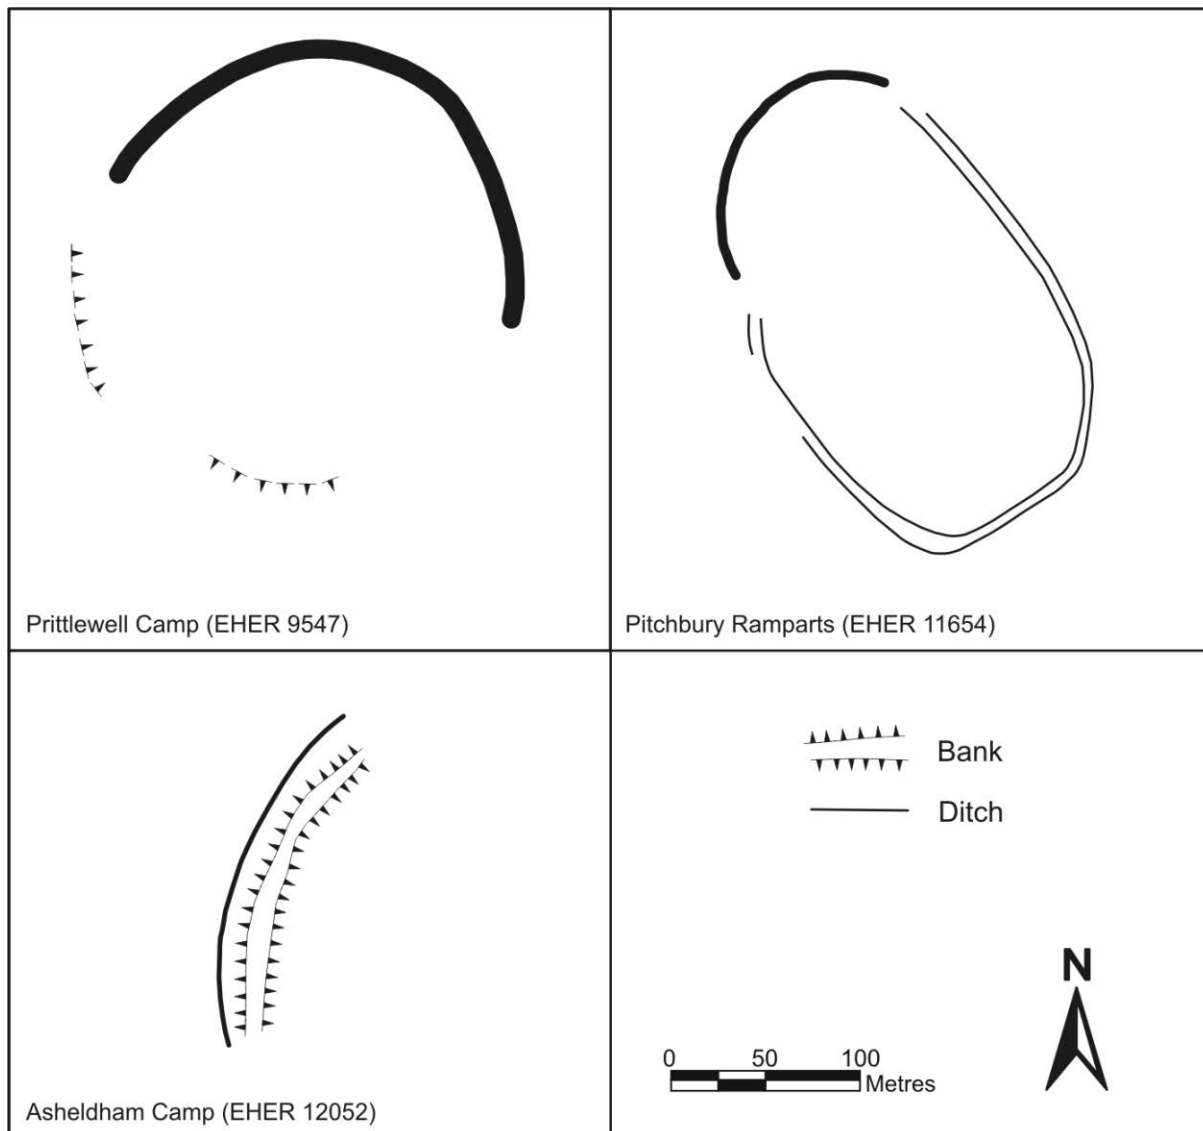 Prittlewell Camp (EHER 9547)
Pitchbury Ramparts (EHER 11654)
Bank
Ditch
N
0 50 100
Metres
Asheldham Camp (EHER 12052)